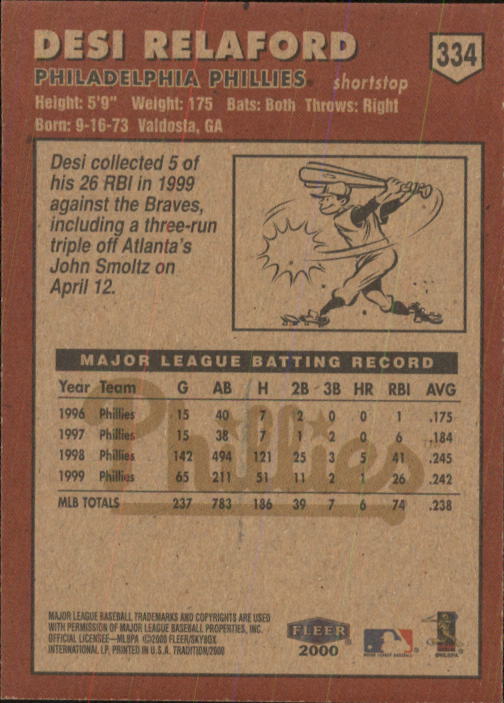 DESI RELAFORD
334
PHILADELPHIA PHILLIES. shortstop
Height: 5'9" Weight: 175 Bats: Both Throws: Right
Born: 9-16-73 Valdosta, GA
Desi collected 5 of
his 26 RBI in 1999
against the Braves,
including a three-run
triple off Atlanta's
John Smoltz on
April 12.
MAJOR LEAGUE BATTING RECORD
Year Team G AB H 2B 3B HR RBI AVG
1996 Phillies 15 40 7 2 0 0 1 .175
1997 Phillies 15 38 7 1 2 0 6 .184
1998 Phillies 142 494 121 25 3 5 41 .245
1999 Phillies 65 211 51 11 2 1 26 .242
MLB TOTALS 237 783 186 39 7 6 74 .238
Phillies
MAJOR LEAGUE BASEBALL TRADEMARKS AND COPYRIGHTS ARE USED
WITH PERMISSION OF MAJOR LEAGUE BASEBALL PROPERTIES, INC.
OFFICIAL LICENSEE—MLBPA ©2000 FLEER/SKYBOX
INTERNATIONAL LP. PRINTED IN U.S.A. TRADITION/2000
FLEER
2000
MAJOR LEAGUE BASEBALL
©MLBPA